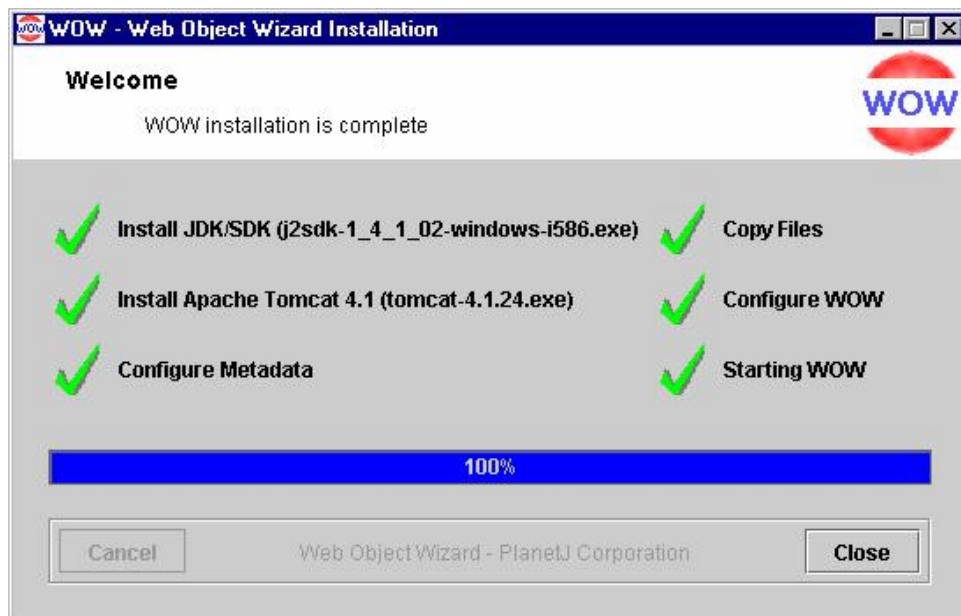 WOW WOW - Web Object Wizard Installation
Welcome
WOW installation is complete
WOW
Install JDK/SDK (j2sdk-1_4_1_02-windows-i586.exe) Copy Files
Install Apache Tomcat 4.1 (tomcat-4.1.24.exe) Configure WOW
Configure Metadata Starting WOW
100%
Cancel Web Object Wizard - PlanetJ Corporation Close